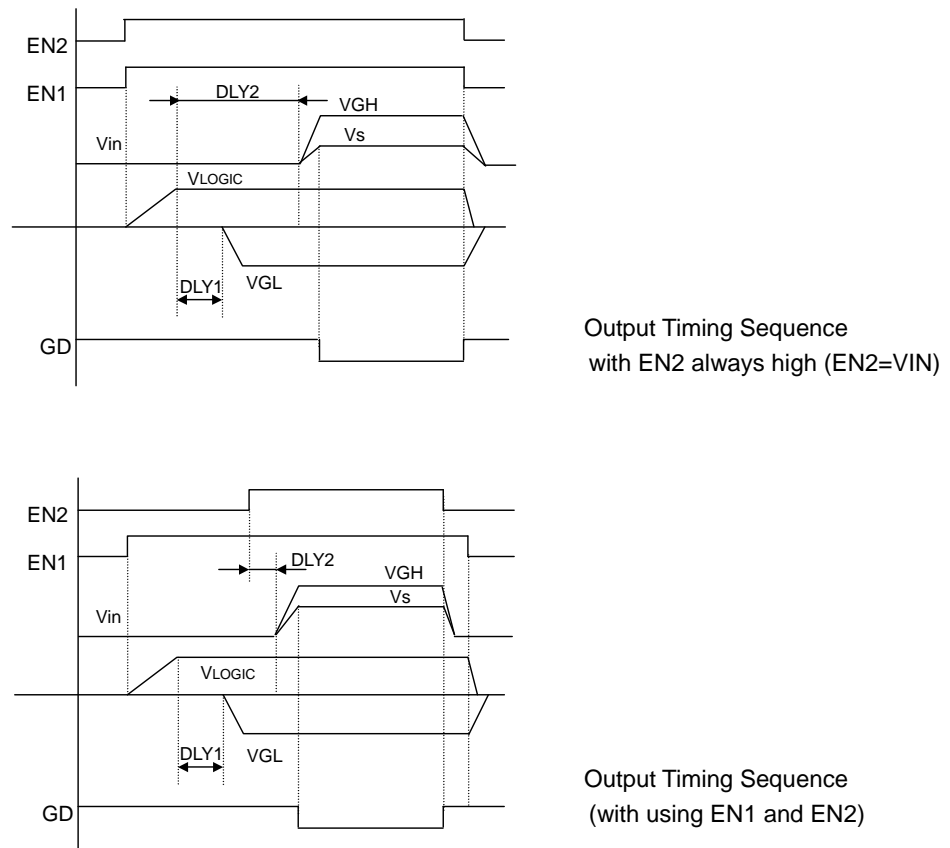 EN2
EN1
DLY2
VGH
Vs
Vin
VLOGIC
DLY1
VGL
GD
Output Timing Sequence
with EN2 always high (EN2=VIN)
EN2
EN1
DLY2
VGH
Vs
Vin
VLOGIC
DLY1
VGL
GD
Output Timing Sequence
(with using EN1 and EN2)